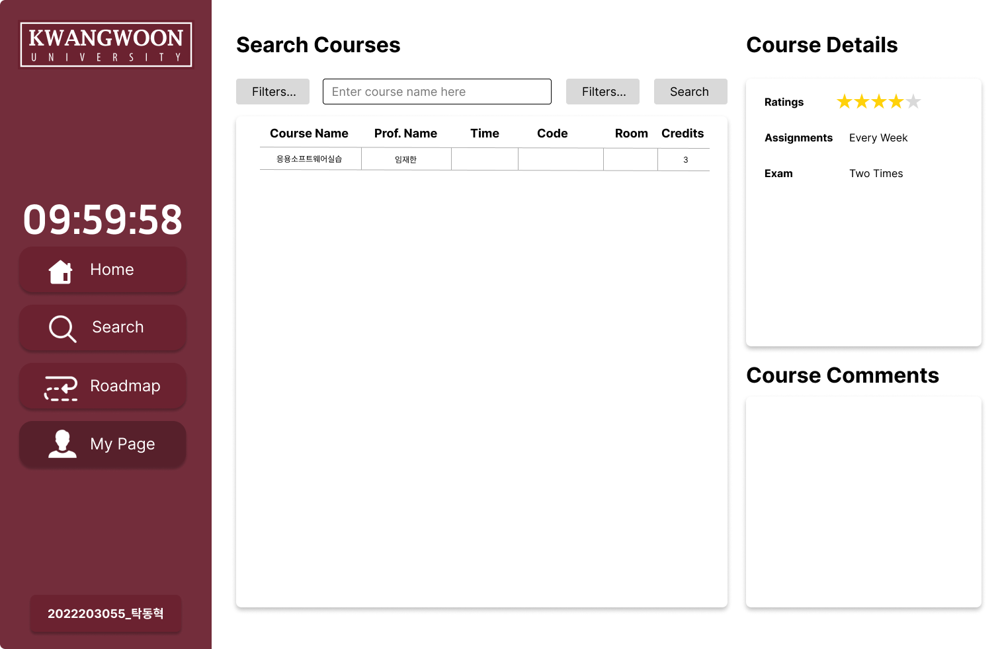 KWANGWOON
UNIVERSITY
09:59:58
Home
Search
Roadmap
My Page
2022203055_탁동혁
Search Courses
Filters...
Enter course name here
Filters...
Search
Course Name Prof. Name Time Code Room Credits
응용소프트웨어실습 임재한 3
Course Details
Ratings
Assignments Every Week
Exam Two Times
Course Comments